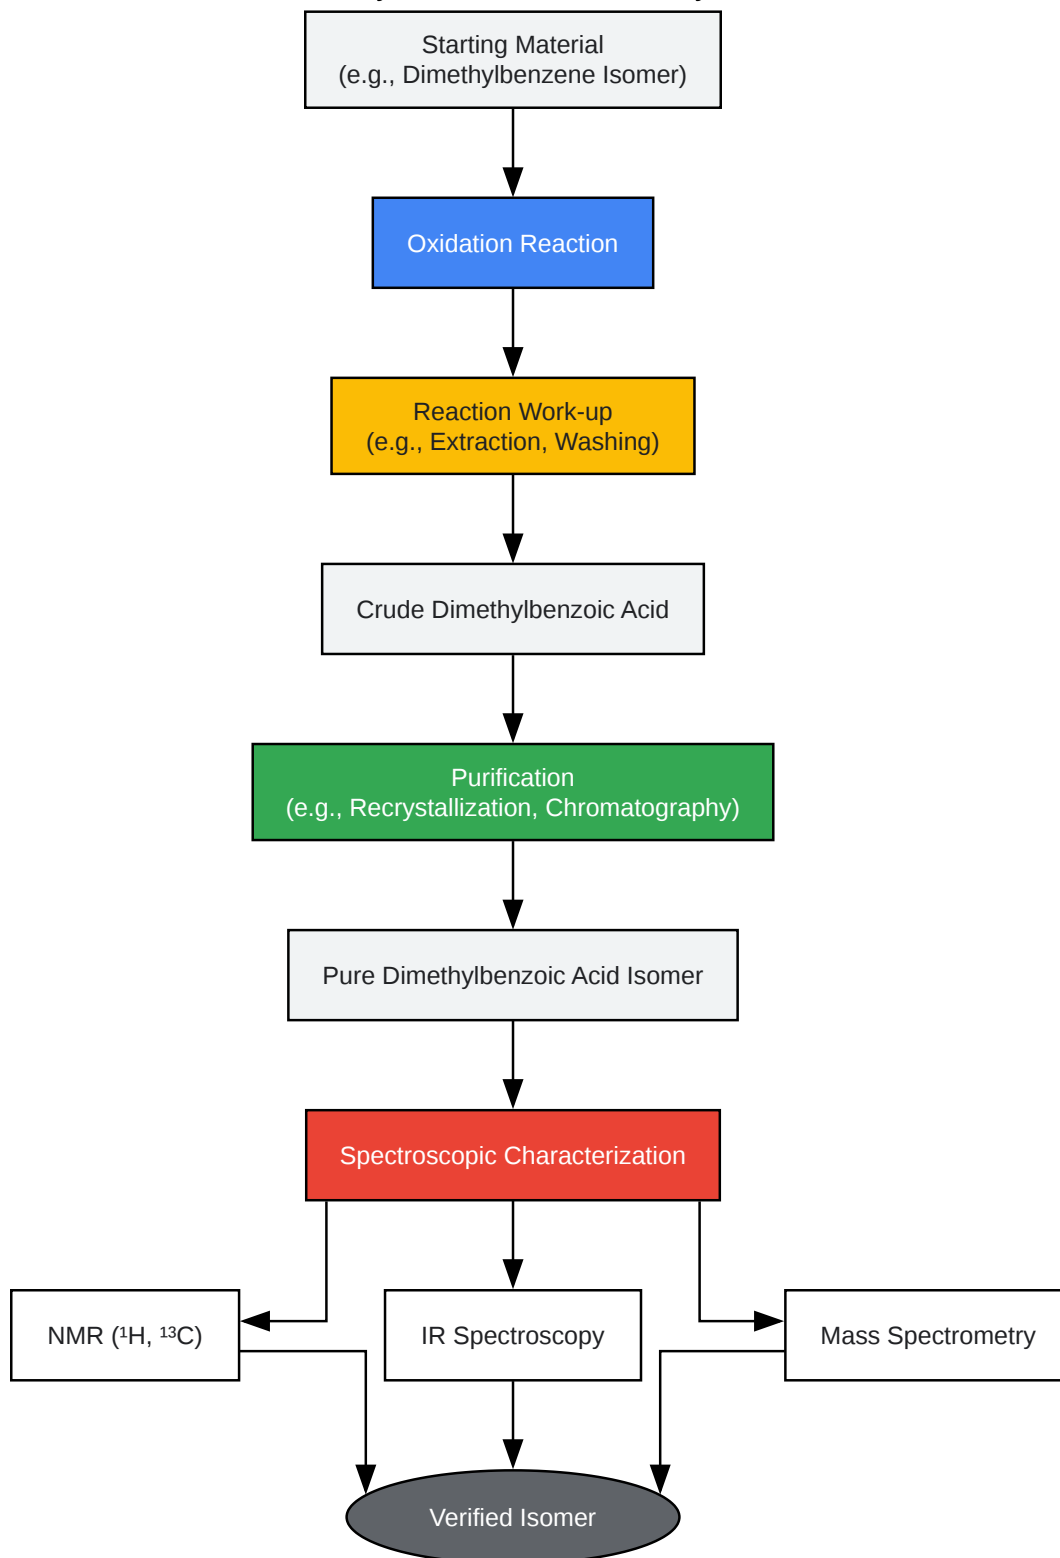 Starting Material
(e.g., Dimethylbenzene Isomer)
Oxidation Reaction
Reaction Work-up
(e.g., Extraction, Washing)
Crude Dimethylbenzoic Acid
Purification
(e.g., Recrystallization, Chromatography)
Pure Dimethylbenzoic Acid Isomer
Spectroscopic Characterization
NMR (¹H, ¹³C)
IR Spectroscopy
Mass Spectrometry
Verified Isomer